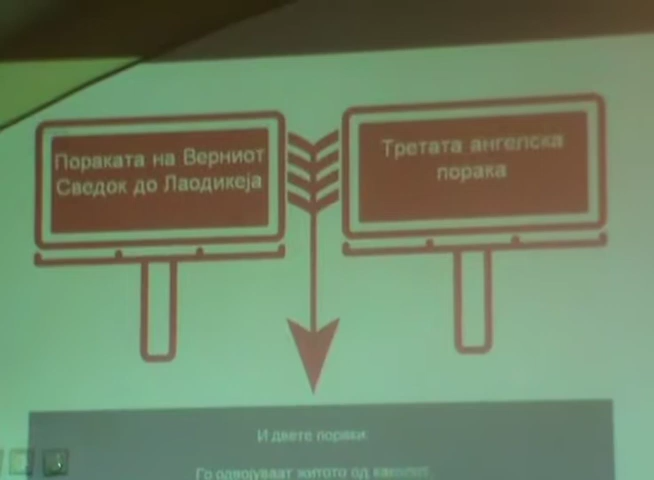 Пораката на Верниот
Сведок до Лаодикеја
Третата ангелска
порака
И двете пораки:
Го одвојуваат житото од